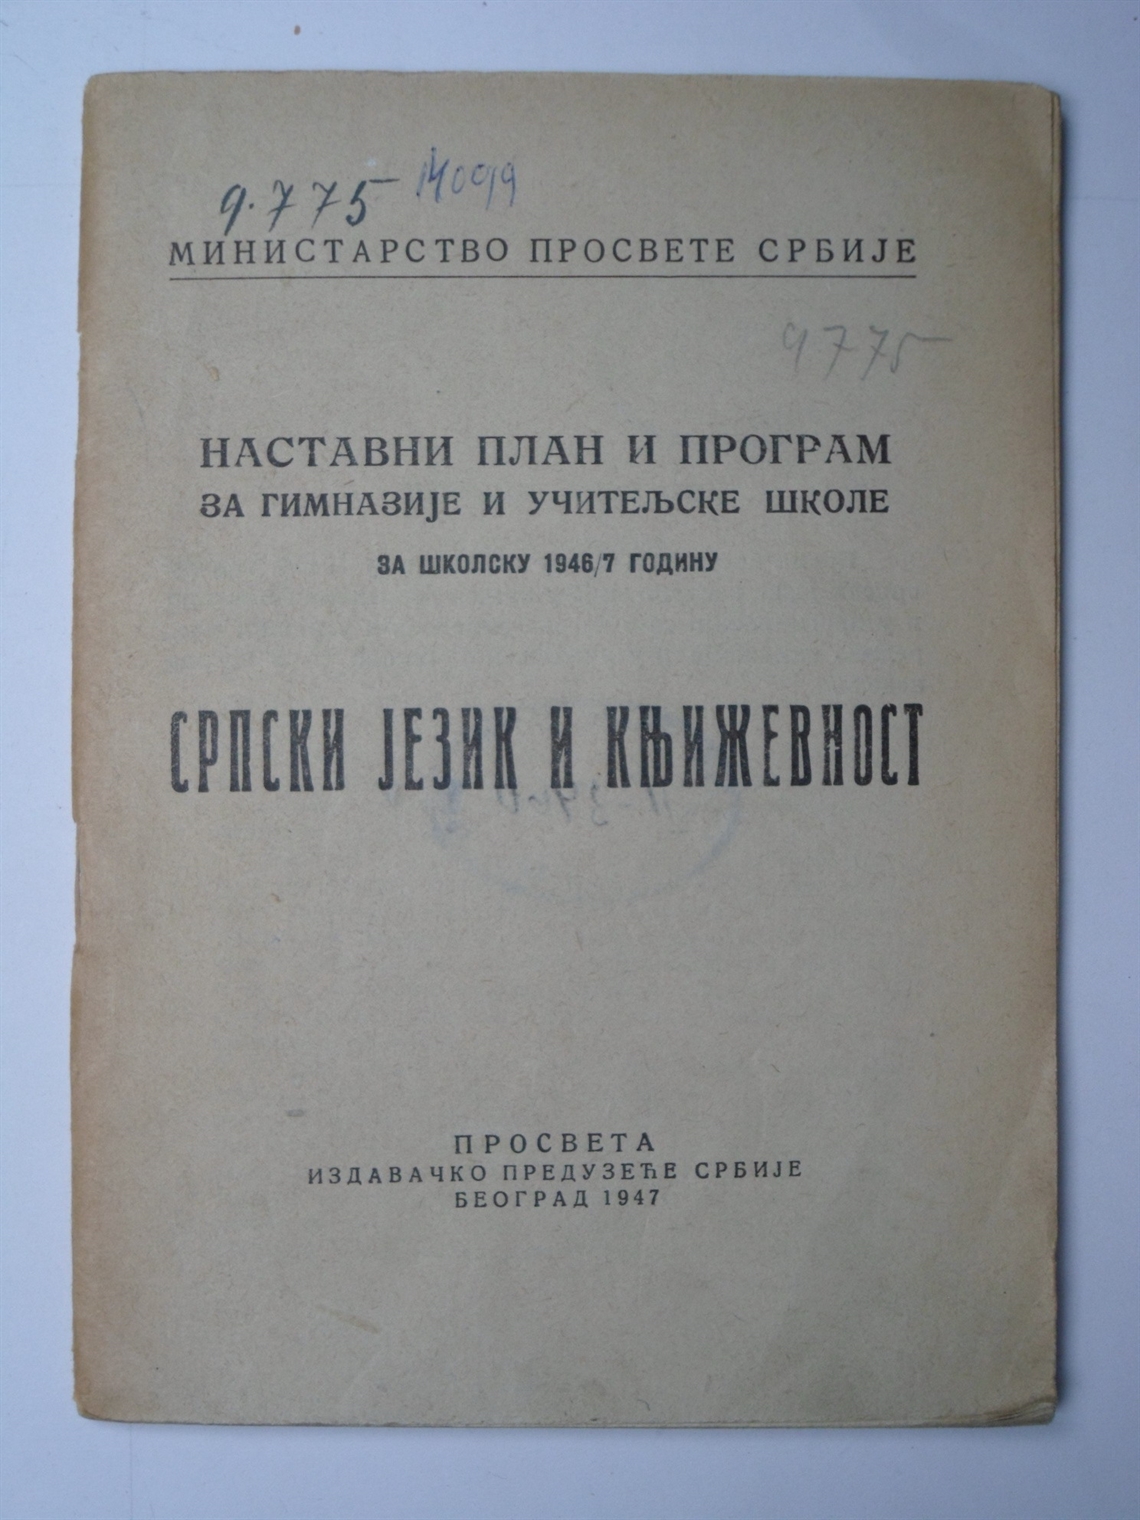 9.775 14099
МИНИСТАРСТВО ПРОСВЕТЕ СРБИЈЕ
9775
НАСТАВНИ ПЛАН И ПРОГРАМ
ЗА ГИМНАЗИЈЕ И УЧИТЕЉСКЕ ШКОЛЕ
ЗА ШКОЛСКУ 1946/7 ГОДИНУ
СРПСКИ ЈЕЗИК И КЊИЖЕВНОСТ
ПРОСВЕТА
ИЗДАВАЧКО ПРЕДУЗЕЋЕ СРБИЈЕ
БЕОГРАД 1947